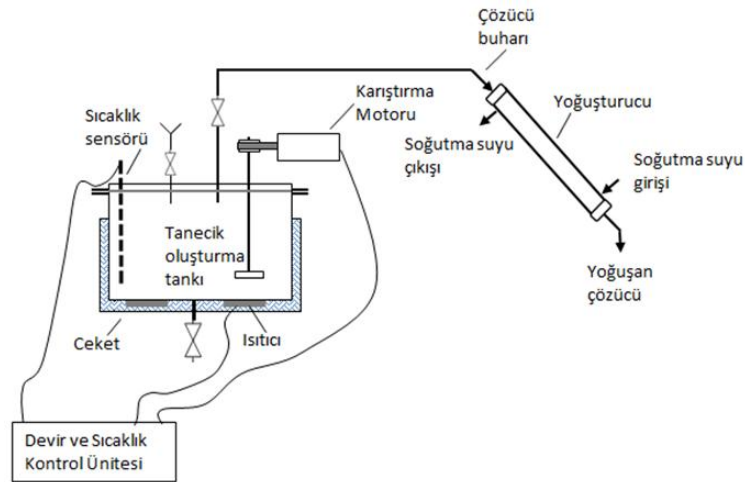 Çözücü
buharı
Karıştırma
Motoru
Yoğuşturucu
Sıcaklık
sensörü
Soğutma suyu
çıkışı
Soğutma suyu
girişi
Tanecik
oluşturma
tankı
Yoğuşan
çözücü
Ceket
Isıtıcı
Devir ve Sıcaklık
Kontrol Ünitesi